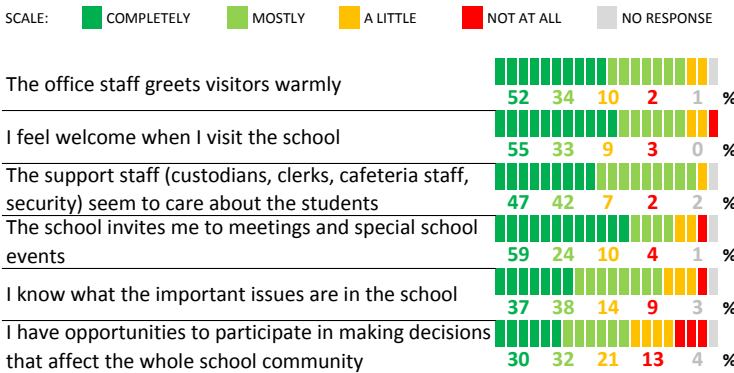 SCALE: COMPLETELY MOSTLY A LITTLE NOT AT ALL NO RESPONSE
The office staff greets visitors warmly
52 34 10 2 1 %
I feel welcome when I visit the school
55 33 9 3 0 %
The support staff (custodians, clerks, cafeteria staff,
security) seem to care about the students
47 42 7 2 2 %
The school invites me to meetings and special school
events
59 24 10 4 1 %
I know what the important issues are in the school
37 38 14 9 3 %
I have opportunities to participate in making decisions
that affect the whole school community
30 32 21 13 4 %